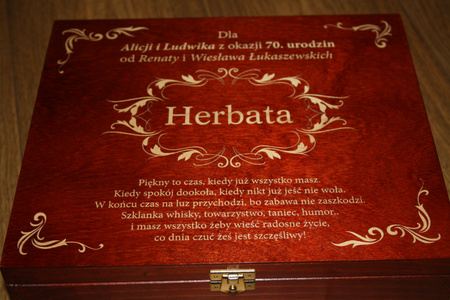 Dla
Alicji i Ludwika z okazji 70. urodzin
od Renaty i Wiesława Łukaszewskich
Herbata
Piękny to czas, kiedy już wszystko masz.
Kiedy spokój dookoła, kiedy nikt już jeść nie woła.
W końcu czas na luz przychodzi, bo zabawa nie zaszkodzi.
Szklanka whisky, towarzystwo, taniec, humor,.
i masz wszystko żeby wieść radosne życie,
co dnia czuć żeś jest szczęśliwy!